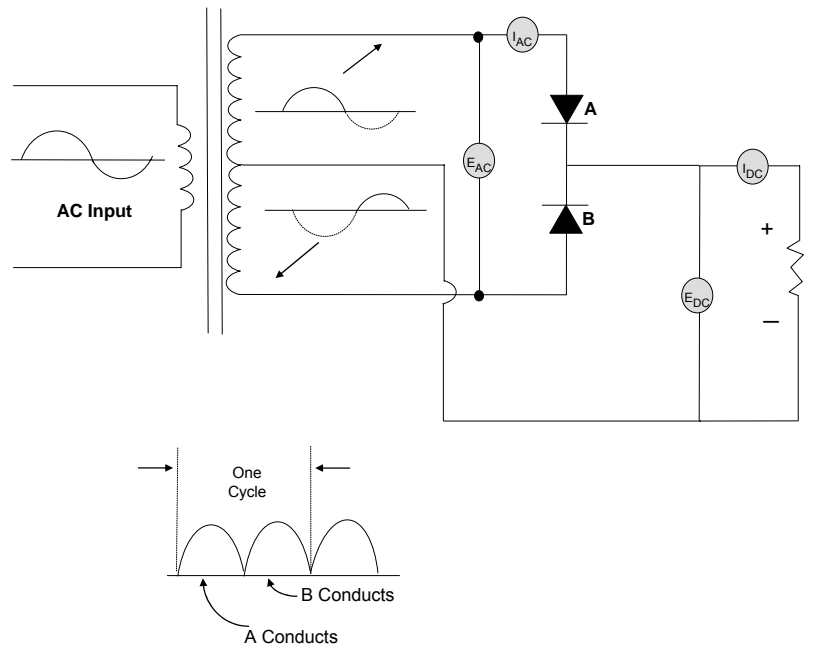 I_AC
A
E_AC
I_DC
AC Input
B
+
E_DC
–
One
Cycle
B Conducts
A Conducts